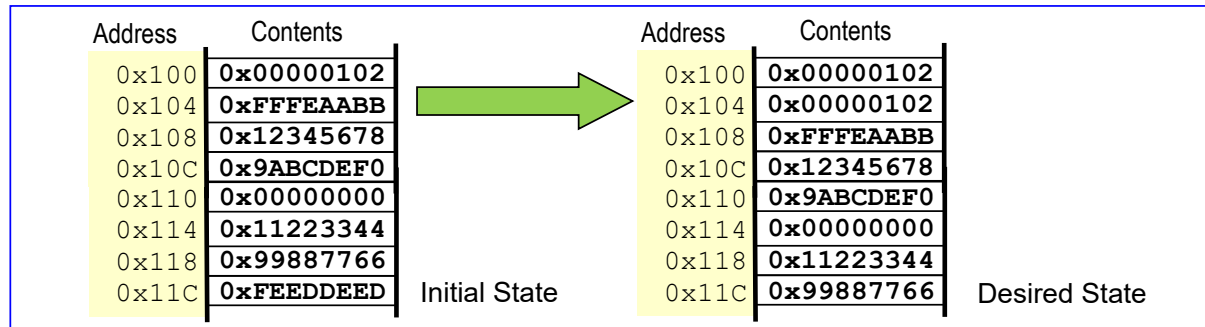 Address Contents Address Contents
0x100 0x00000102 0x100 0x00000102
0x104 0xFFFEAABB 0x104 0x00000102
0x108 0x12345678 0x108 0xFFFEAABB
0x10C 0x9ABCDEF0 0x10C 0x12345678
0x110 0x00000000 0x110 0x9ABCDEF0
0x114 0x11223344 0x114 0x00000000
0x118 0x99887766 0x118 0x11223344
0x11C 0xFEEDDEED Initial State 0x11C 0x99887766 Desired State